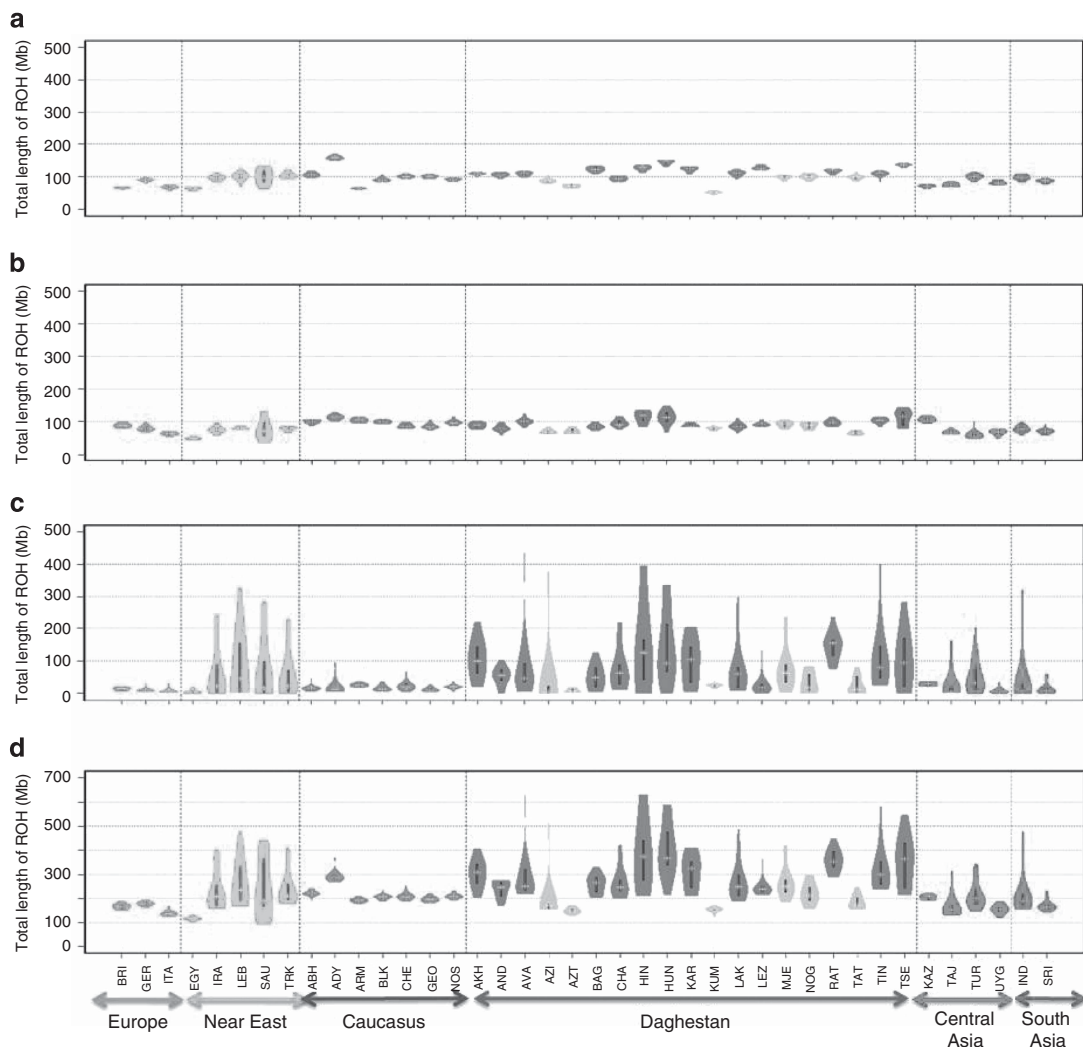 a
Total length of ROH (Mb)
500
400
300
200
100
0
b
Total length of ROH (Mb)
500
400
300
200
100
0
c
Total length of ROH (Mb)
500
400
300
200
100
0
d
Total length of ROH (Mb)
700
500
300
100
0
BRI GER ITA EGY IRA LEB SAU TRK ABH ADY ARM BLK CHE GEO NOS AKH AND AVA AZI AZT BAG CHA HIN HUN KAR KUM LAK LEZ MJE NOG RAT TAT TIN TSE KAZ TAJ TUR UYG IND SRI
Europe Near East Caucasus Daghestan Central South
Asia Asia